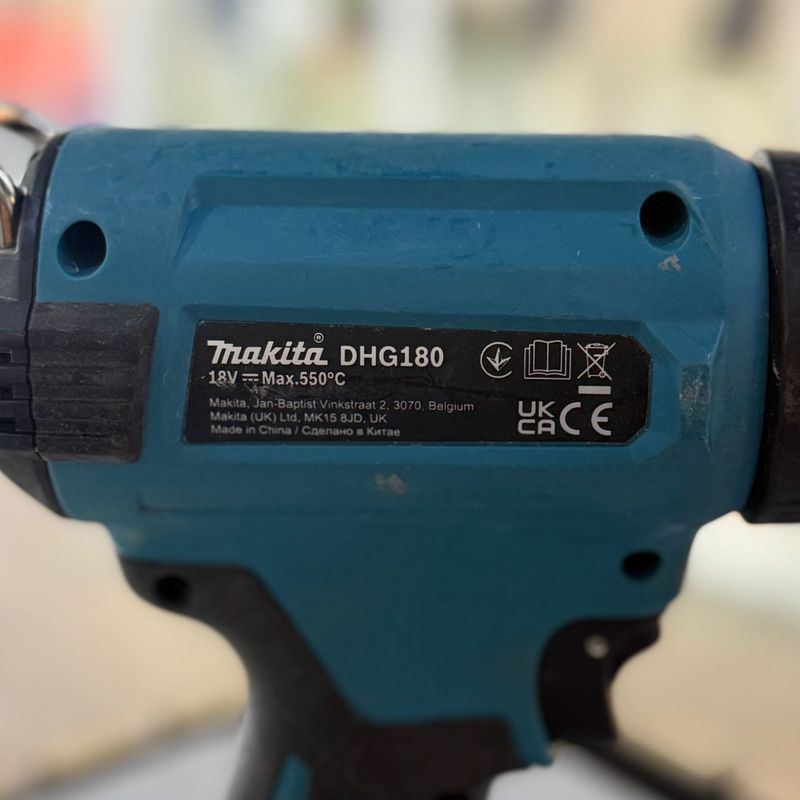 makita® DHG180
18V ⎓ Max.550°C
Makita, Jan-Baptist Vinkstraat 2, 3070, Belgium
Makita (UK) Ltd, MK15 8JD, UK
Made in China / Сделано в Китае
UK
CA CE